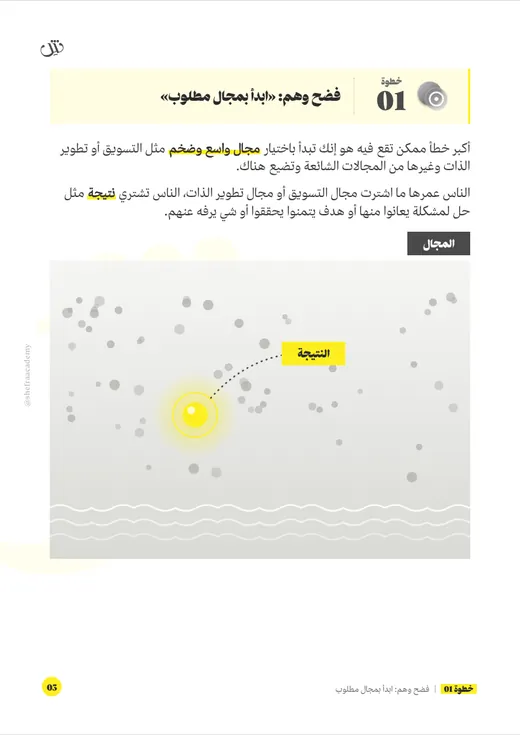 خطوة
01
فضح وهم: «ابدأ بمجال مطلوب»
أكبر خطأ ممكن تقع فيه هو إنك تبدأ باختيار مجال واسع وضخم مثل التسويق أو تطوير
الذات وغيرها من المجالات الشائعة وتضيع هناك.
الناس عمرها ما اشترت مجال التسويق أو مجال تطوير الذات، الناس تشتري نتيجة مثل
حل لمشكلة يعانوا منها أو هدف يتمنوا يحققوا أو شي يرفه عنهم.
المجال
النتيجة
@shefraacademy
خطوة 01 | فضح وهم: ابدأ بمجال مطلوب
05